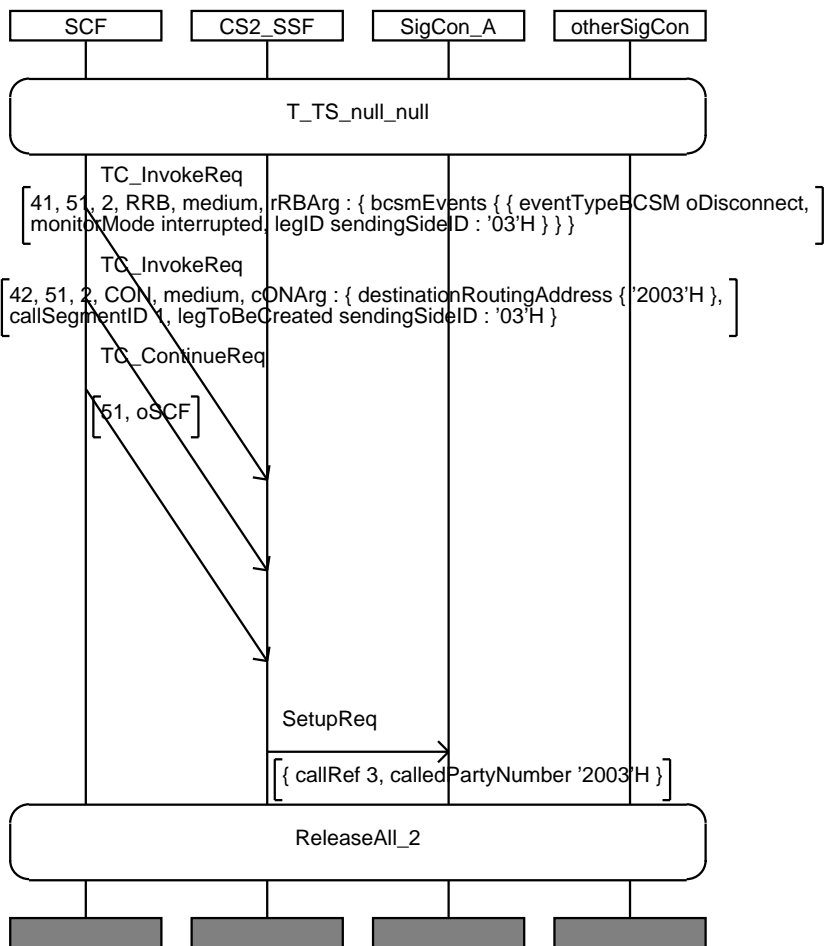 SCF
CS2_SSF
SigCon_A
otherSigCon
T_TS_null_null
TC_InvokeReq
41, 51, 2, RRB, medium, rRBArg : { bcsmEvents { { eventTypeBCSM oDisconnect,
monitorMode interrupted, legID sendingSideID : '03'H } } }
TC_InvokeReq
42, 51, 2, CON, medium, cONArg : { destinationRoutingAddress { '2003'H },
callSegmentID 1, legToBeCreated sendingSideID : '03'H }
TC_ContinueReq
51, oSCF
SetupReq
{ callRef 3, calledPartyNumber '2003'H }
ReleaseAll_2